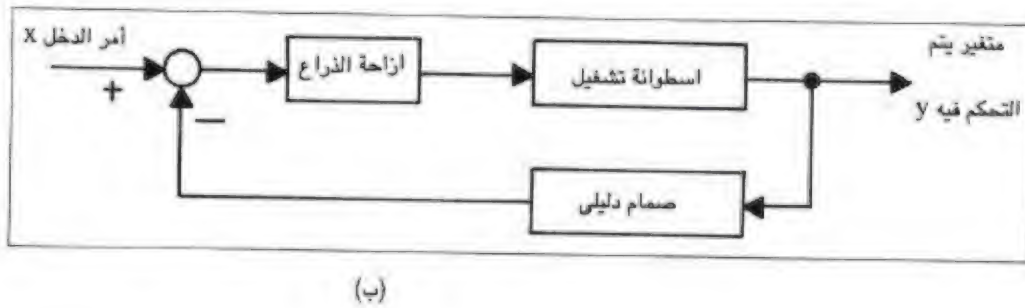 أمر الدخل x
+
−
ازاحة الذراع
اسطوانة تشغيل
متغير يتم
التحكم فيه y
صمام دليلى
(ب)